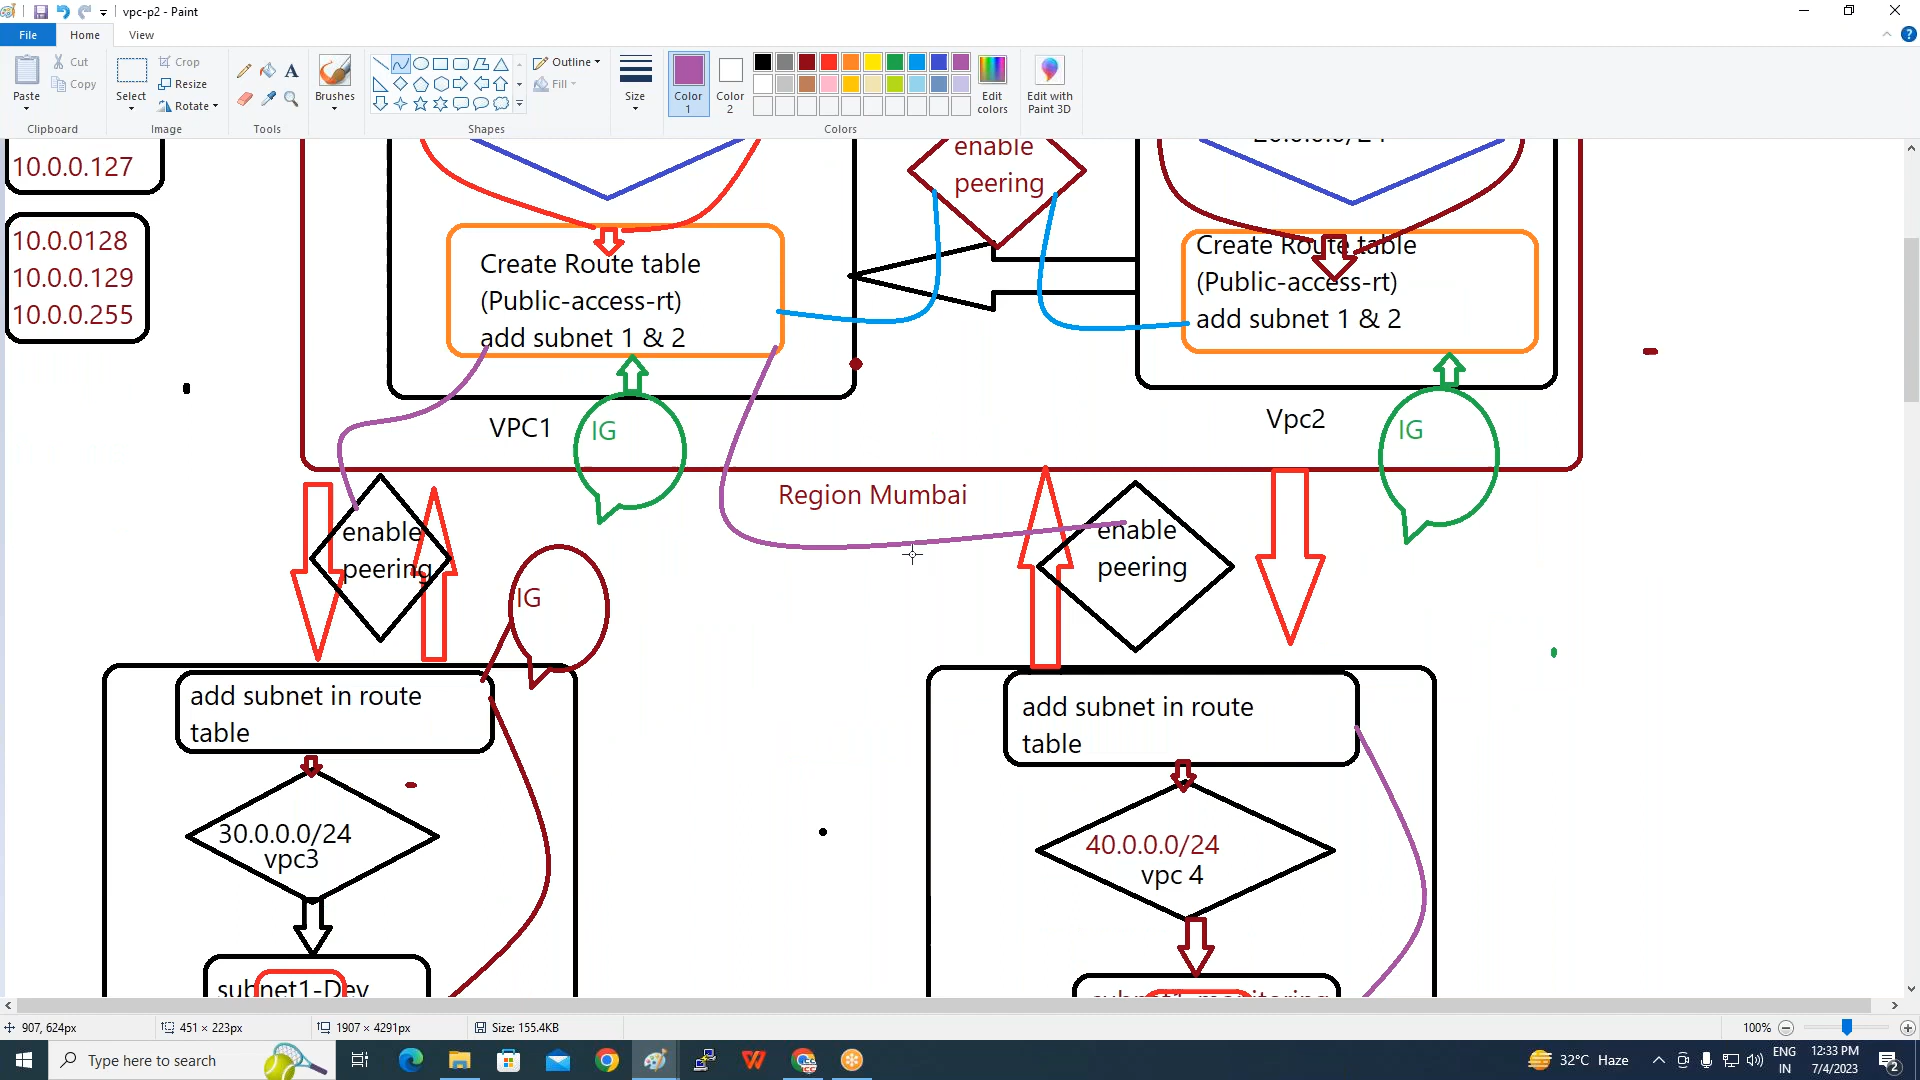 vpc-p2 - Paint
File
Home
View
Paste
Cut
Copy
Clipboard
Select
Crop
Resize
Rotate
Image
Tools
Brushes
Outline
Fill
Shapes
Size
Color 1
Color 2
Edit colors
Edit with Paint 3D
Colors
10.0.0.127
10.0.0128
10.0.0.129
10.0.0.255
enable
peering
Create Route table
(Public-access-rt)
add subnet 1 & 2
Create Route table
(Public-access-rt)
add subnet 1 & 2
VPC1
IG
Vpc2
IG
Region Mumbai
enable
peering
enable
peering
IG
add subnet in route
table
add subnet in route
table
30.0.0.0/24
vpc3
40.0.0.0/24
vpc 4
subnet1-Dev
907, 624px
451 × 223px
1907 × 4291px
Size: 155.4KB
100%
Type here to search
32°C Haze
ENG
IN
12:33 PM
7/4/2023
2